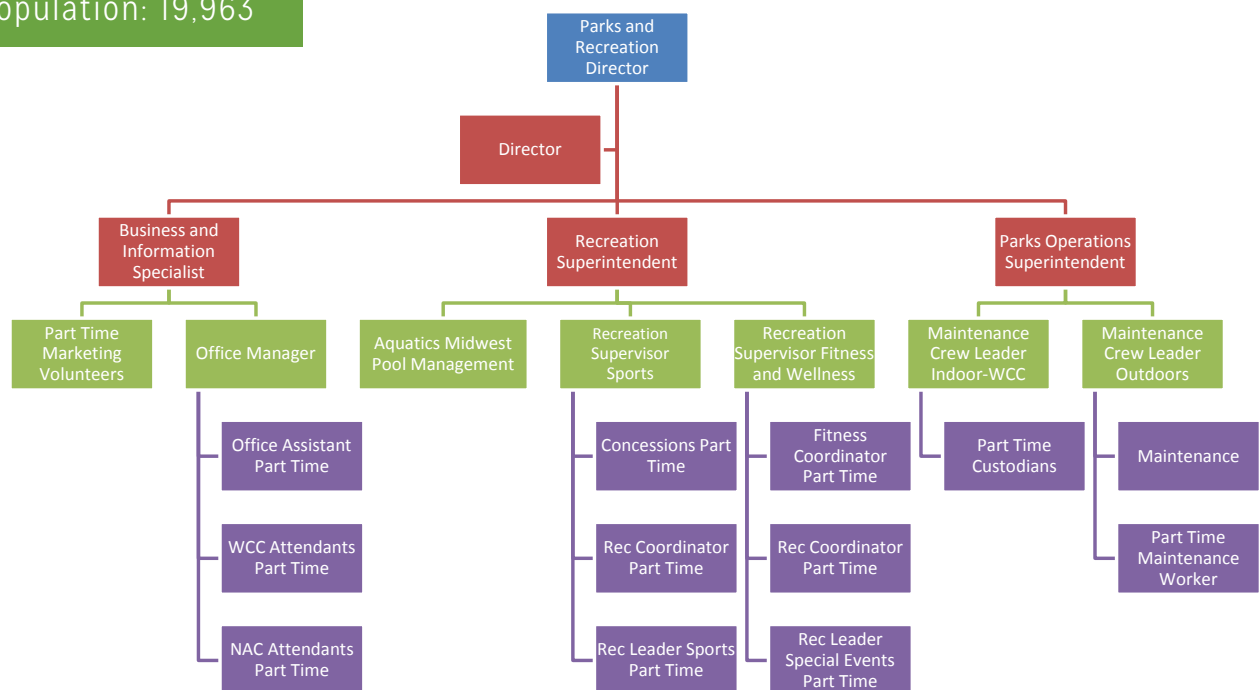 opulation: 19,963
Parks and
Recreation
Director
Director
Business and
Information
Specialist
Recreation
Superintendent
Parks Operations
Superintendent
Part Time
Marketing
Volunteers
Office Manager
Aquatics Midwest
Pool Management
Recreation
Supervisor
Sports
Recreation
Supervisor Fitness
and Wellness
Maintenance
Crew Leader
Indoor-WCC
Maintenance
Crew Leader
Outdoors
Office Assistant
Part Time
Concessions Part
Time
Fitness
Coordinator
Part Time
Part Time
Custodians
Maintenance
WCC Attendants
Part Time
Rec Coordinator
Part Time
Rec Coordinator
Part Time
Part Time
Maintenance
Worker
NAC Attendants
Part Time
Rec Leader Sports
Part Time
Rec Leader
Special Events
Part Time